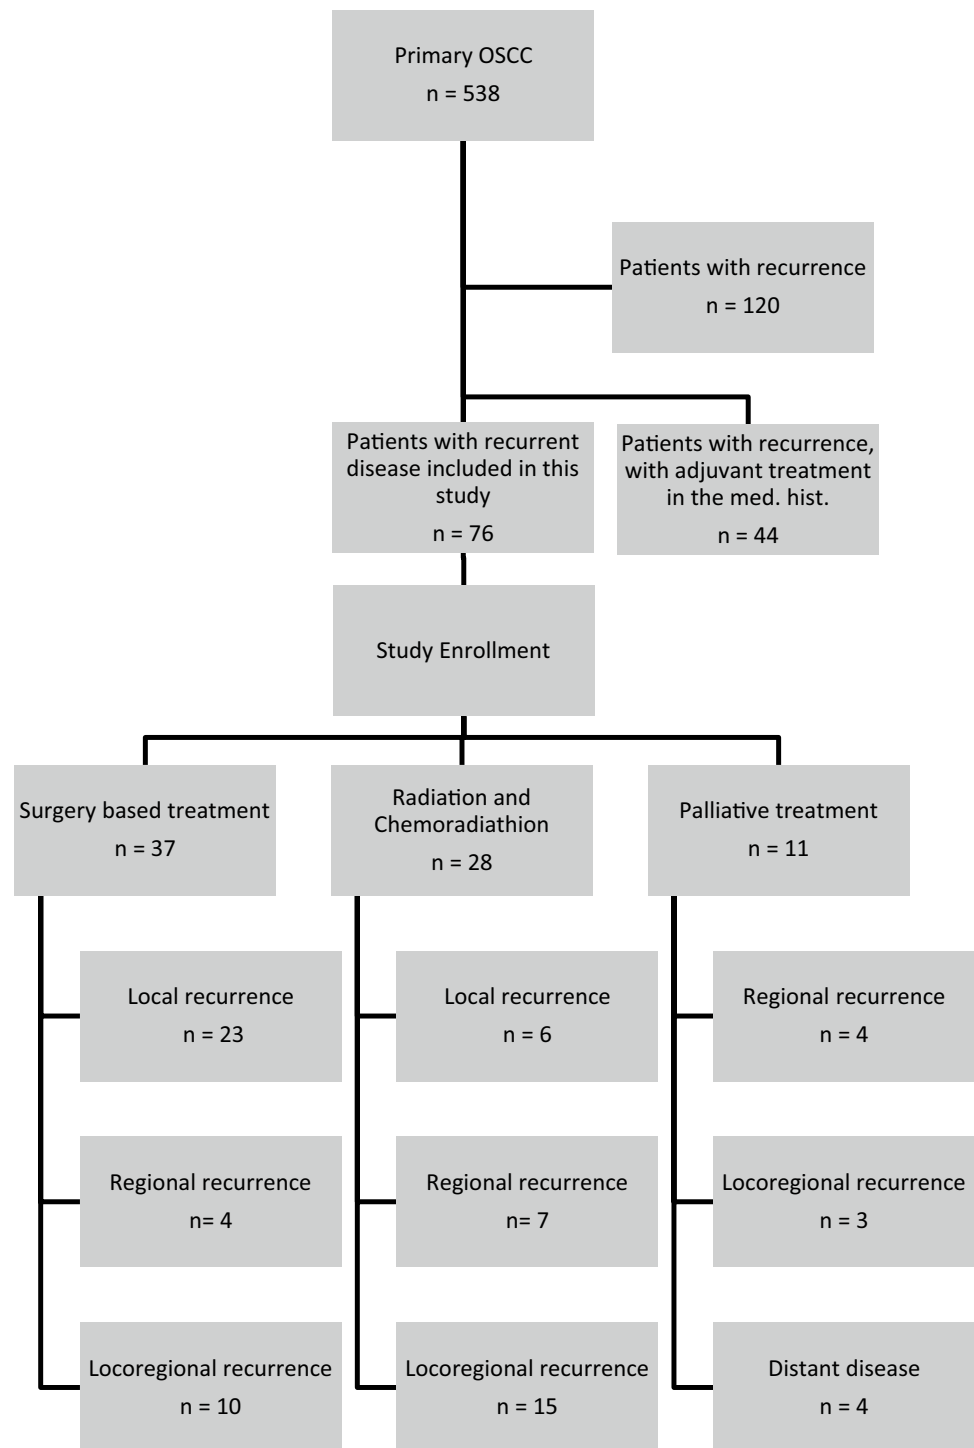 Primary OSCC
n = 538
Patients with recurrence
n = 120
Patients with recurrent
disease included in this
study
n = 76
Patients with recurrence,
with adjuvant treatment
in the med. hist.
n = 44
Study Enrollment
Surgery based treatment
n = 37
Radiation and
Chemoradiathion
n = 28
Palliative treatment
n = 11
Local recurrence
n = 23
Local recurrence
n = 6
Regional recurrence
n = 4
Regional recurrence
n= 4
Regional recurrence
n= 7
Locoregional recurrence
n = 3
Locoregional recurrence
n = 10
Locoregional recurrence
n = 15
Distant disease
n = 4